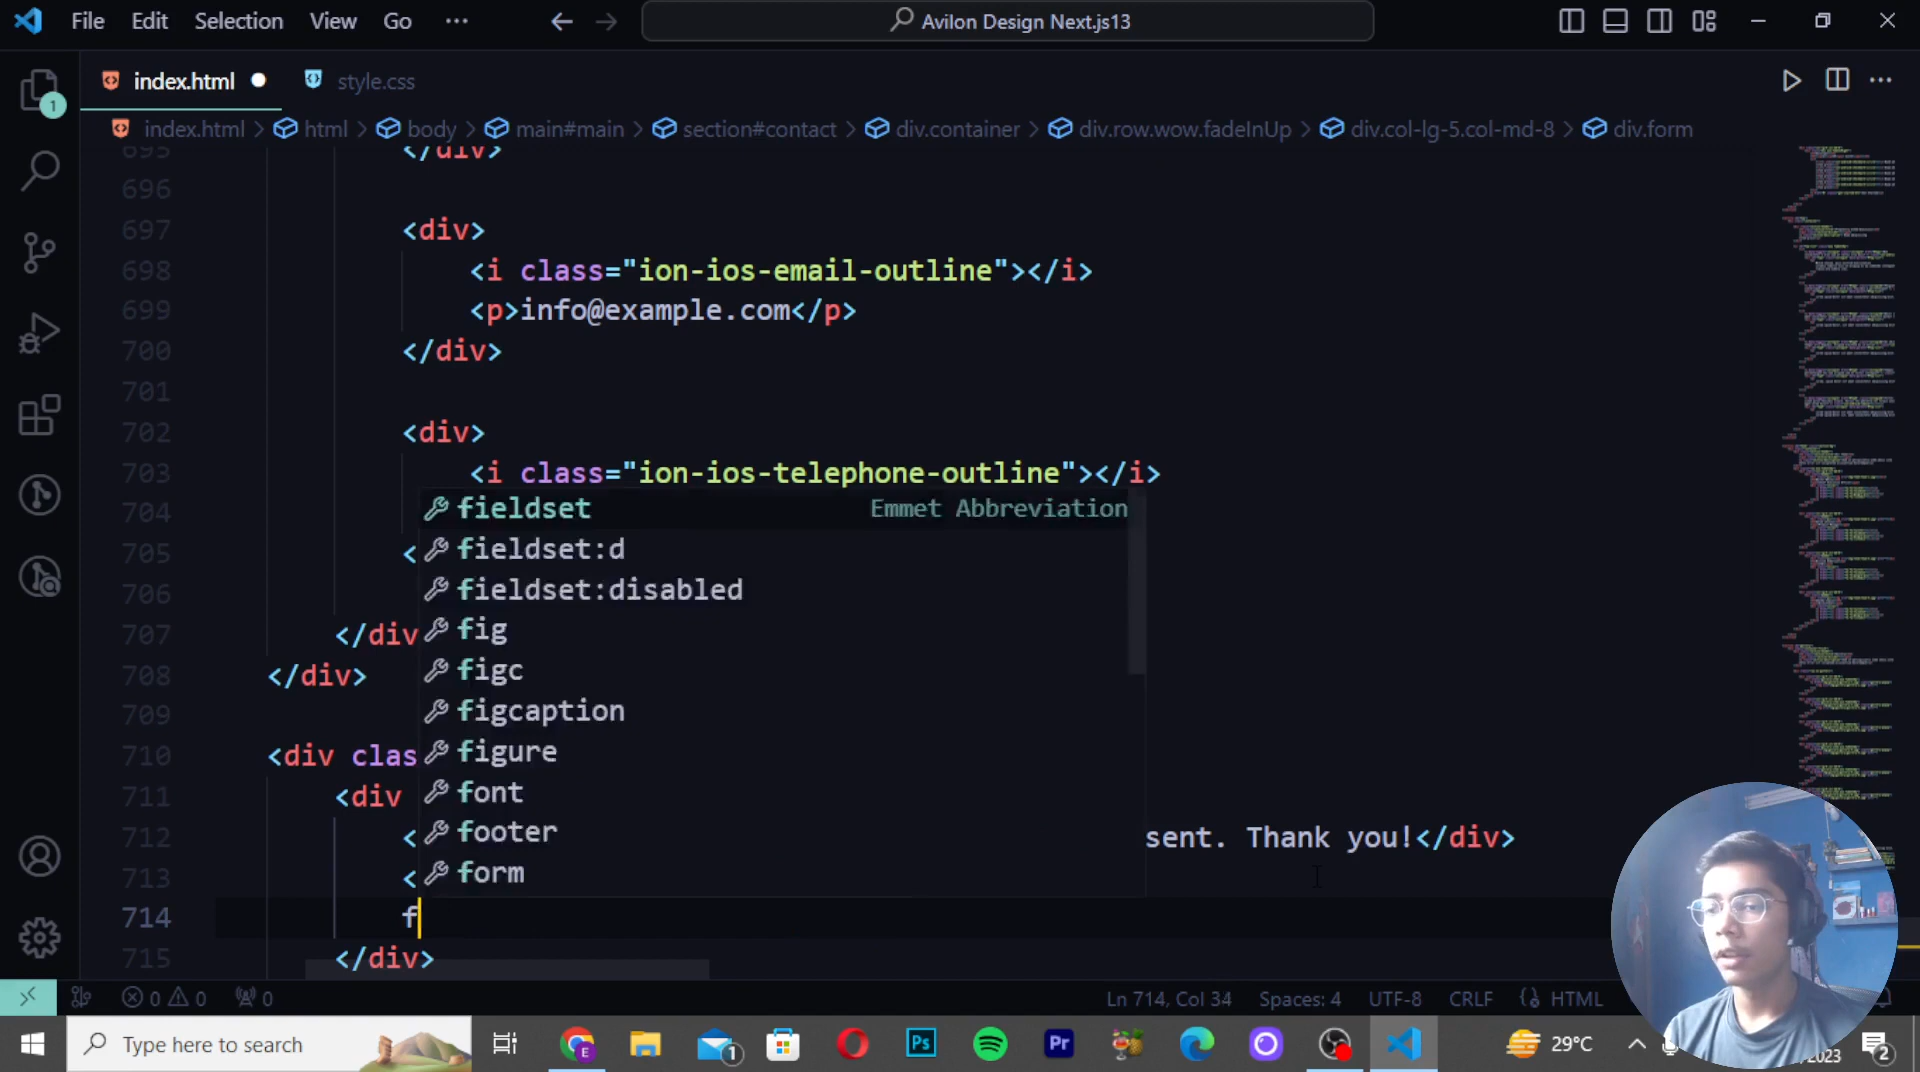 File Edit Selection View Go ··· Avilon Design Next.js13
index.html style.css
index.html > html > body > main#main > section#contact > div.container > div.row.wow.fadeInUp > div.col-lg-5.col-md-8 > div.form
695 </div>
696
697 <div>
698 <i class="ion-ios-email-outline"></i>
699 <p>info@example.com</p>
700 </div>
701
702 <div>
703 <i class="ion-ios-telephone-outline"></i>
704
705 <
706
707 </div
708 </div>
709
710 <div clas
711 <div
712 < sent. Thank you!</div>
713 <
714 f
715 </div>
fieldset Emmet Abbreviation
fieldset:d
fieldset:disabled
fig
figc
figcaption
figure
font
footer
form
1
0 0 0 Ln 714, Col 34 Spaces: 4 UTF-8 CRLF {} HTML
Type here to search 1 29°C 2